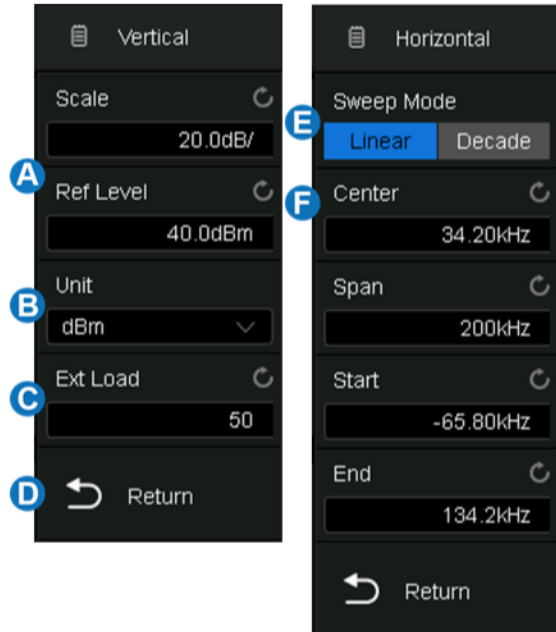 Vertical
Scale
20.0dB/
A
Ref Level
40.0dBm
Unit
B
dBm
Ext Load
C
50
D
Return
Horizontal
Sweep Mode
E
Linear Decade
F
Center
34.20kHz
Span
200kHz
Start
-65.80kHz
End
134.2kHz
Return